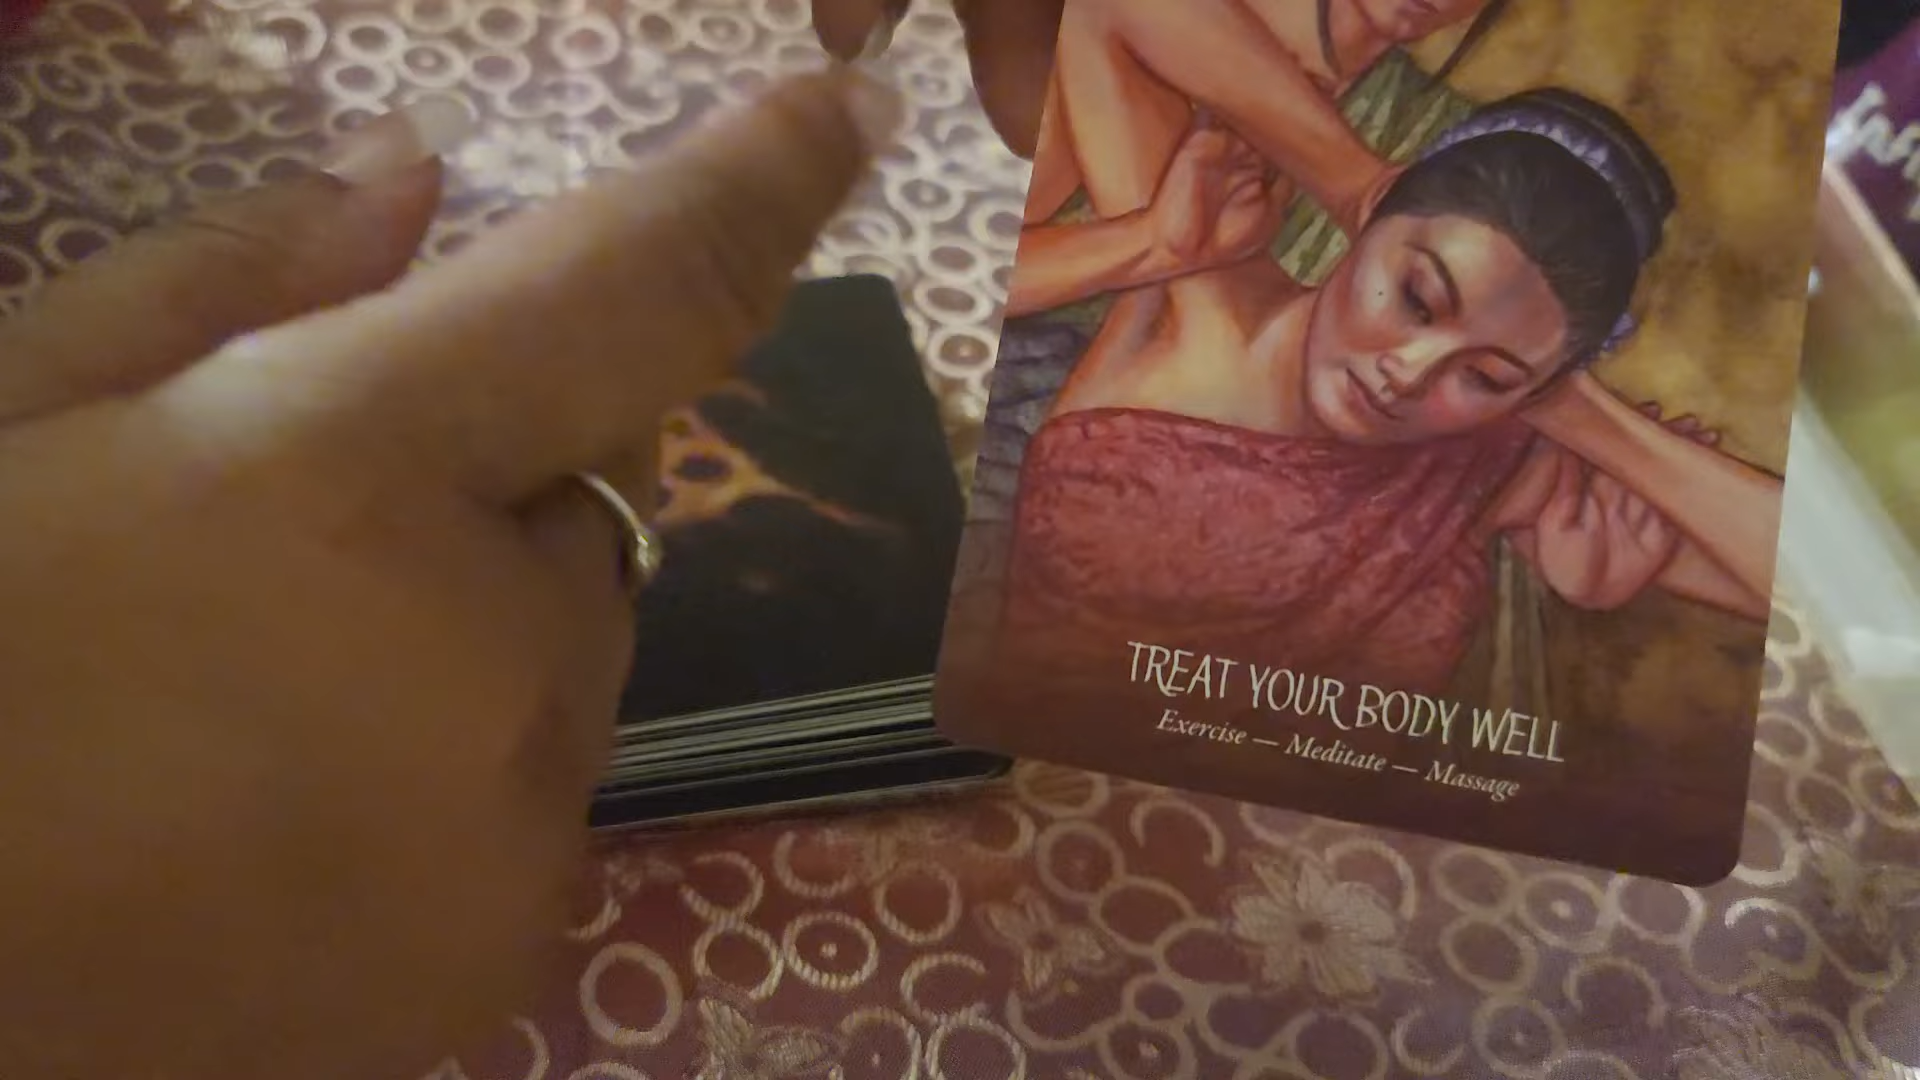 TREAT YOUR BODY WELL
Exercise — Meditate — Massage